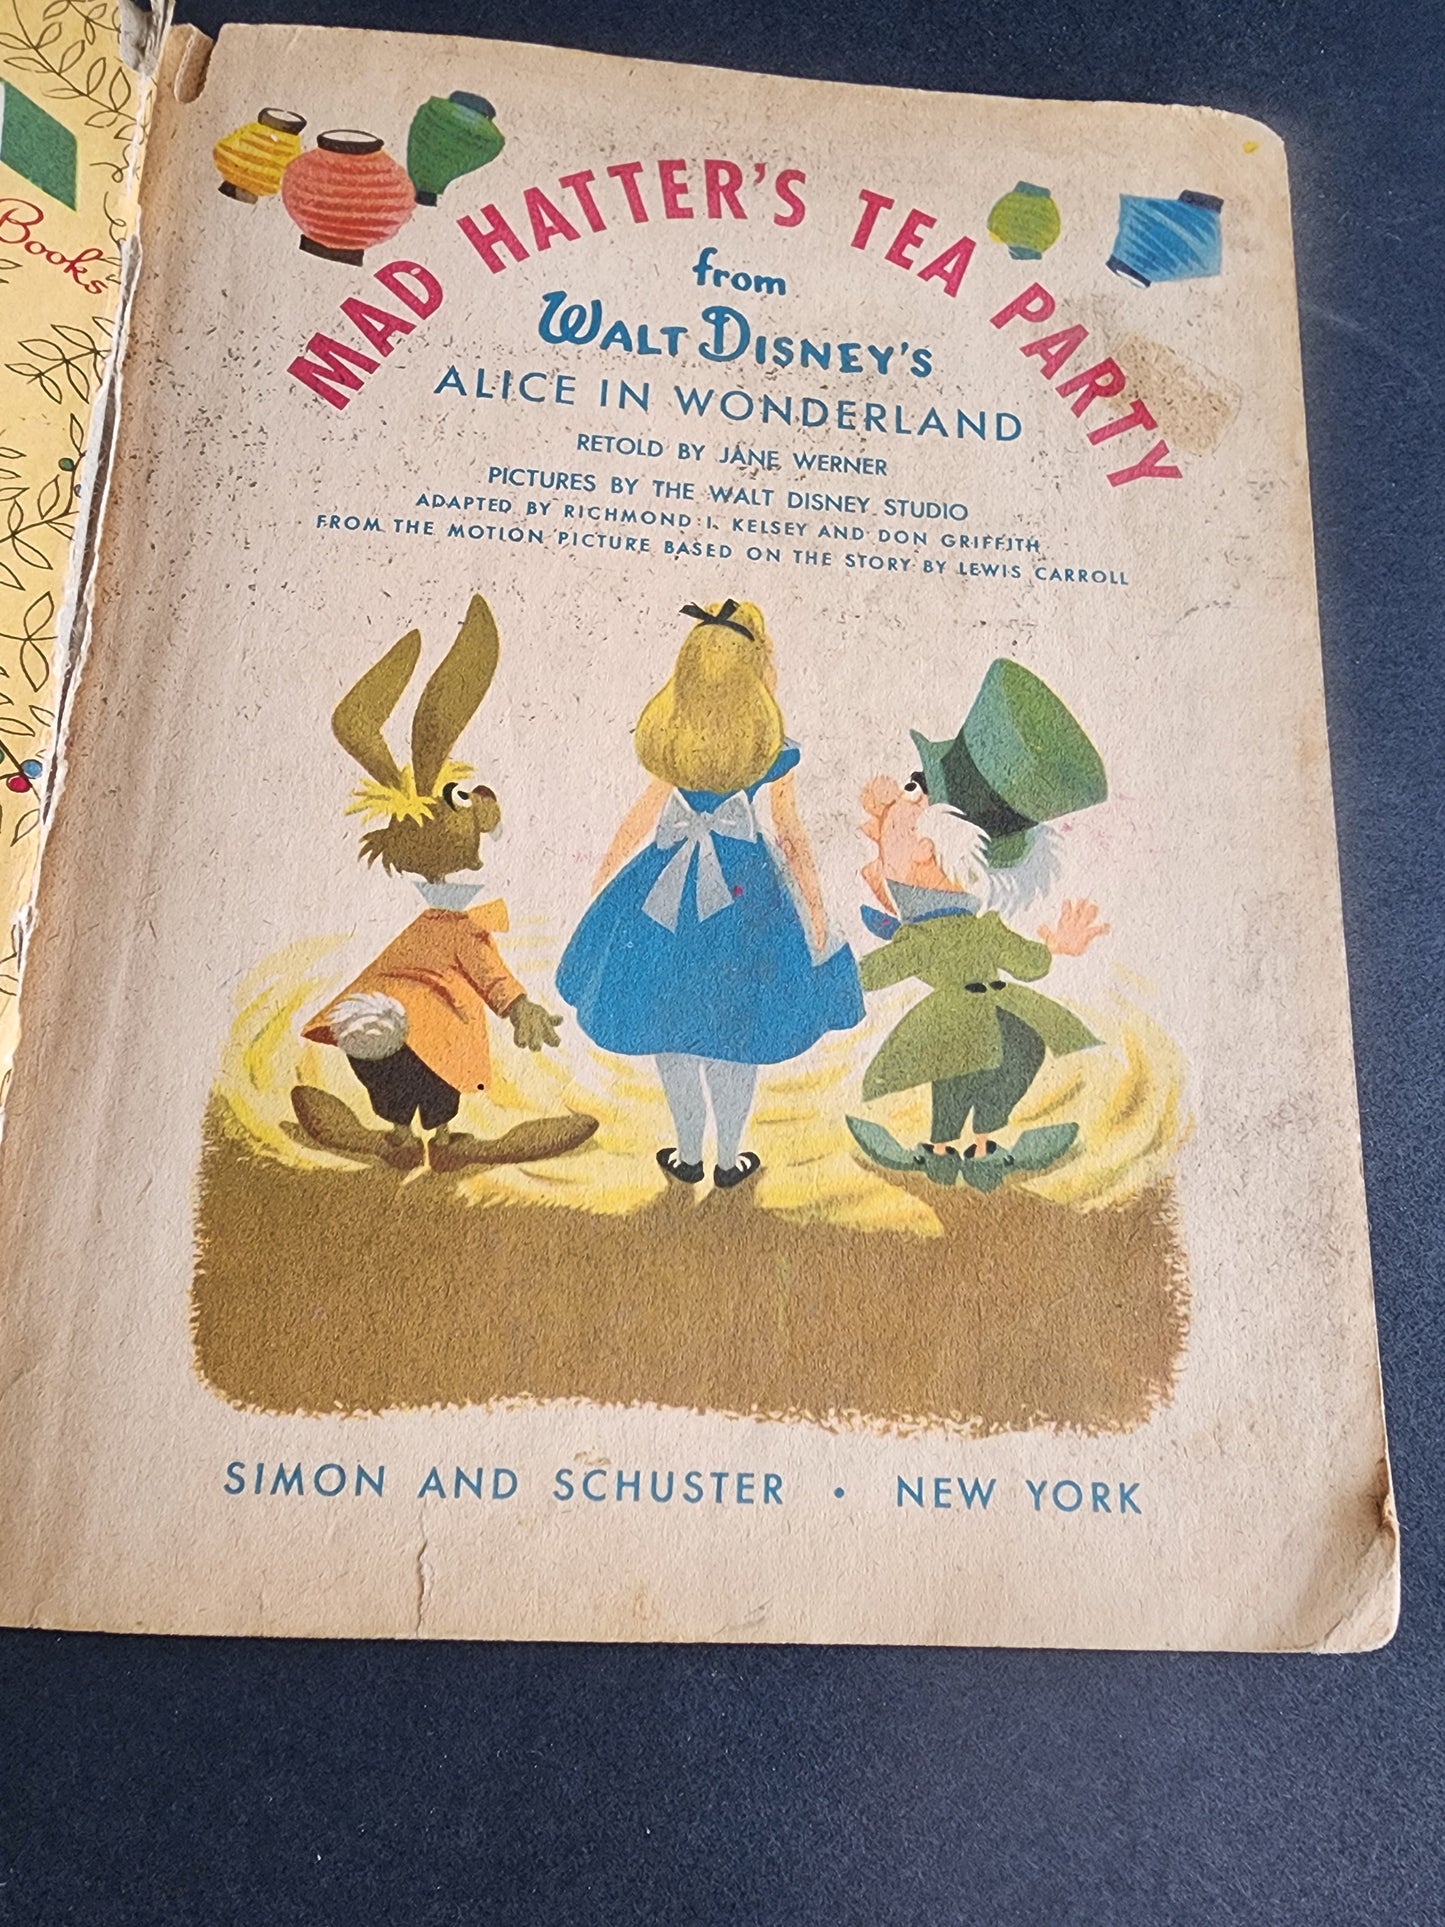 Books
MAD HATTER'S TEA PARTY
from
WALT DISNEY'S
ALICE IN WONDERLAND
RETOLD BY JANE WERNER
PICTURES BY THE WALT DISNEY STUDIO
ADAPTED BY RICHMOND I. KELSEY AND DON GRIFFITH
FROM THE MOTION PICTURE BASED ON THE STORY BY LEWIS CARROLL
SIMON AND SCHUSTER • NEW YORK